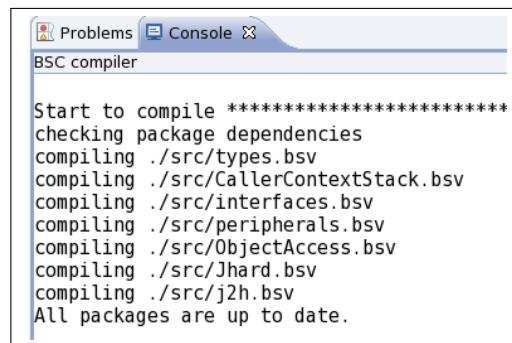 Problems Console
BSC compiler
Start to compile *************************
checking package dependencies
compiling ./src/types.bsv
compiling ./src/CallerContextStack.bsv
compiling ./src/interfaces.bsv
compiling ./src/peripherals.bsv
compiling ./src/ObjectAccess.bsv
compiling ./src/Jhard.bsv
compiling ./src/j2h.bsv
All packages are up to date.